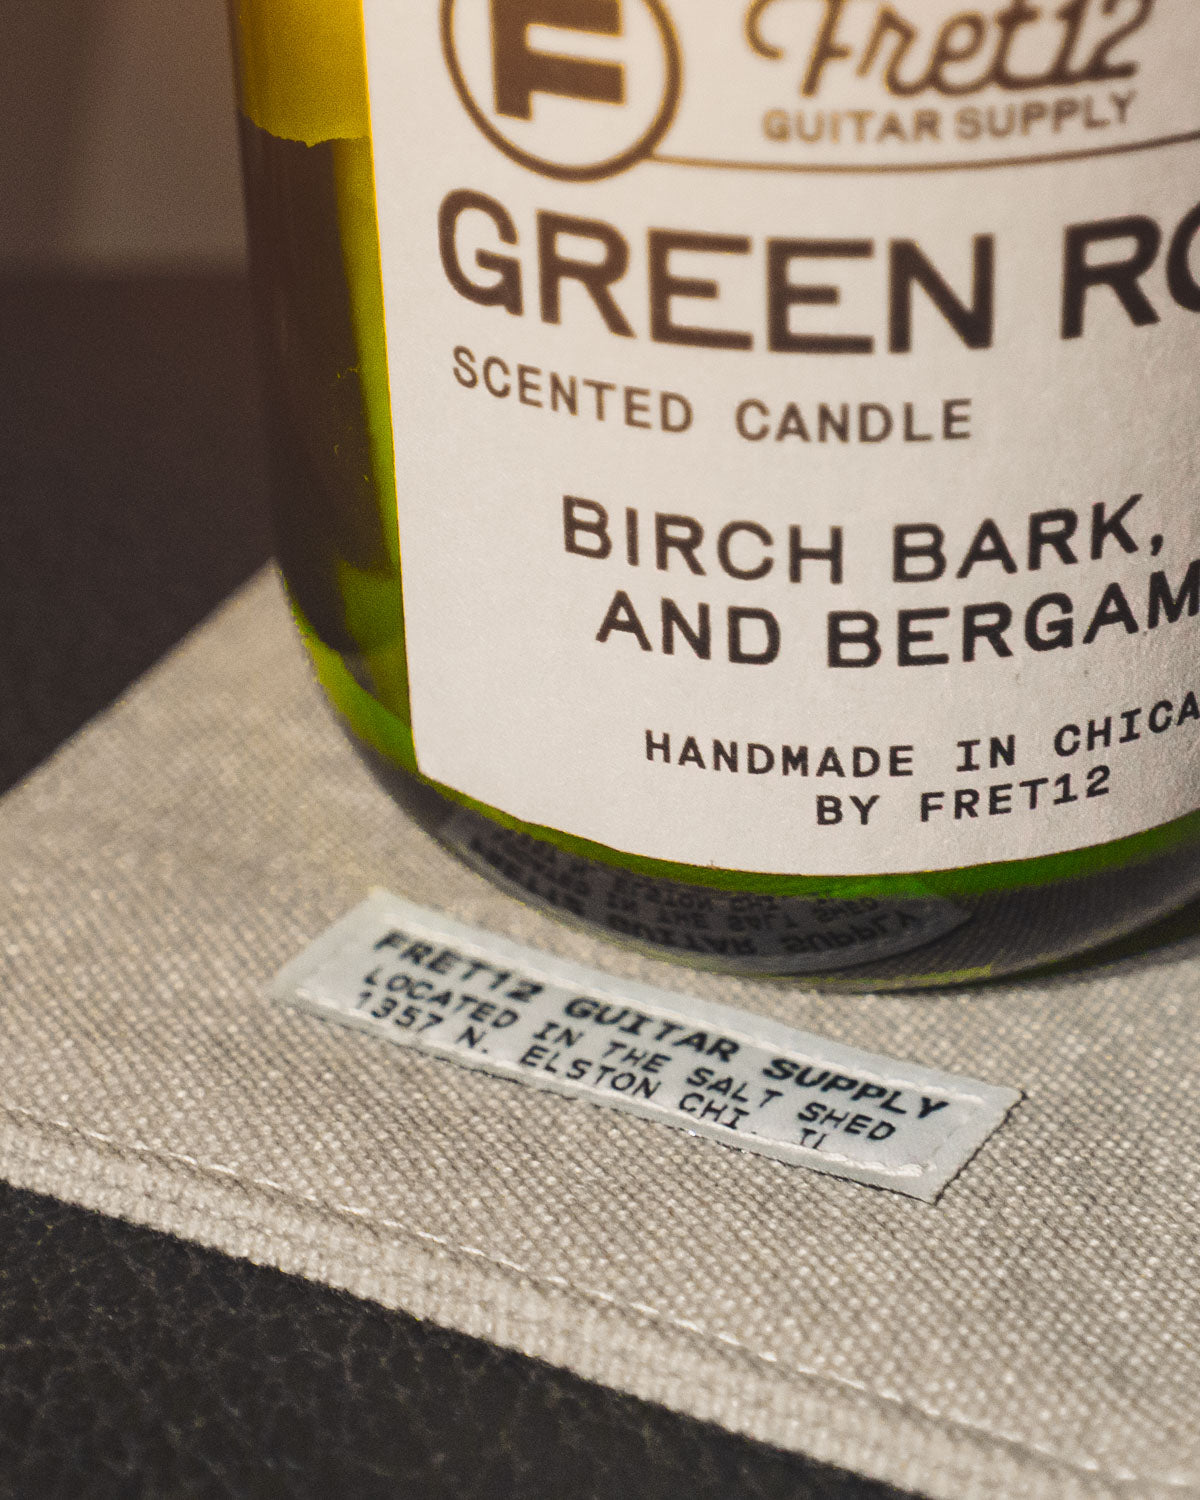 F
Fret12
GUITAR SUPPLY
GREEN
SCENTED CANDLE
BIRCH BARK,
AND BERGAM
HANDMADE IN CHICA
BY FRET12
FRET12 GUITAR SUPPLY
LOCATED IN THE SALT SHED
1357 N. ELSTON CHI. IL